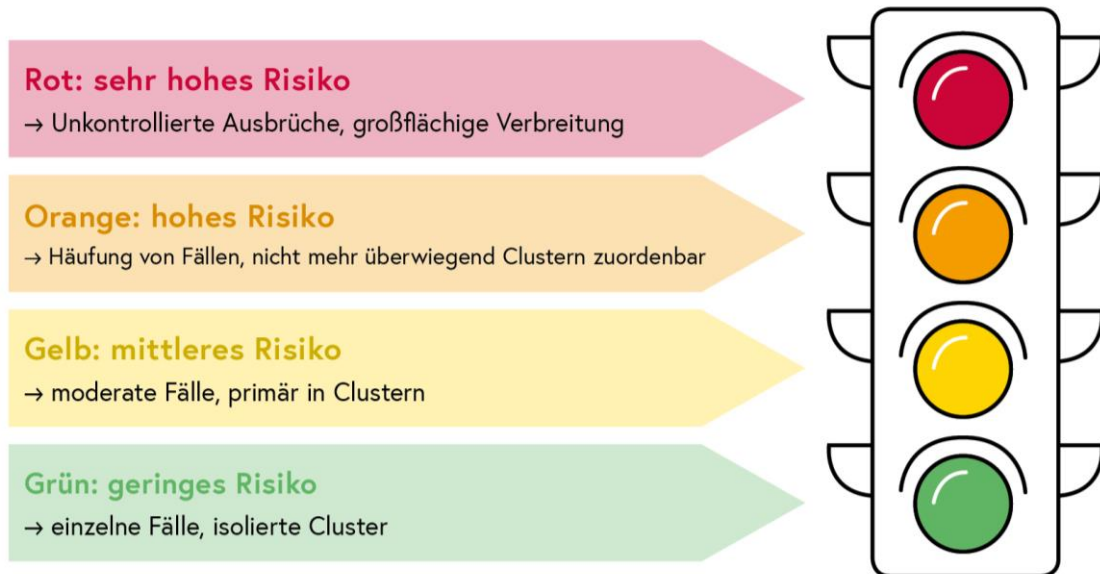 Rot: sehr hohes Risiko
→ Unkontrollierte Ausbrüche, großflächige Verbreitung
Orange: hohes Risiko
→ Häufung von Fällen, nicht mehr überwiegend Clustern zuordenbar
Gelb: mittleres Risiko
→ moderate Fälle, primär in Clustern
Grün: geringes Risiko
→ einzelne Fälle, isolierte Cluster